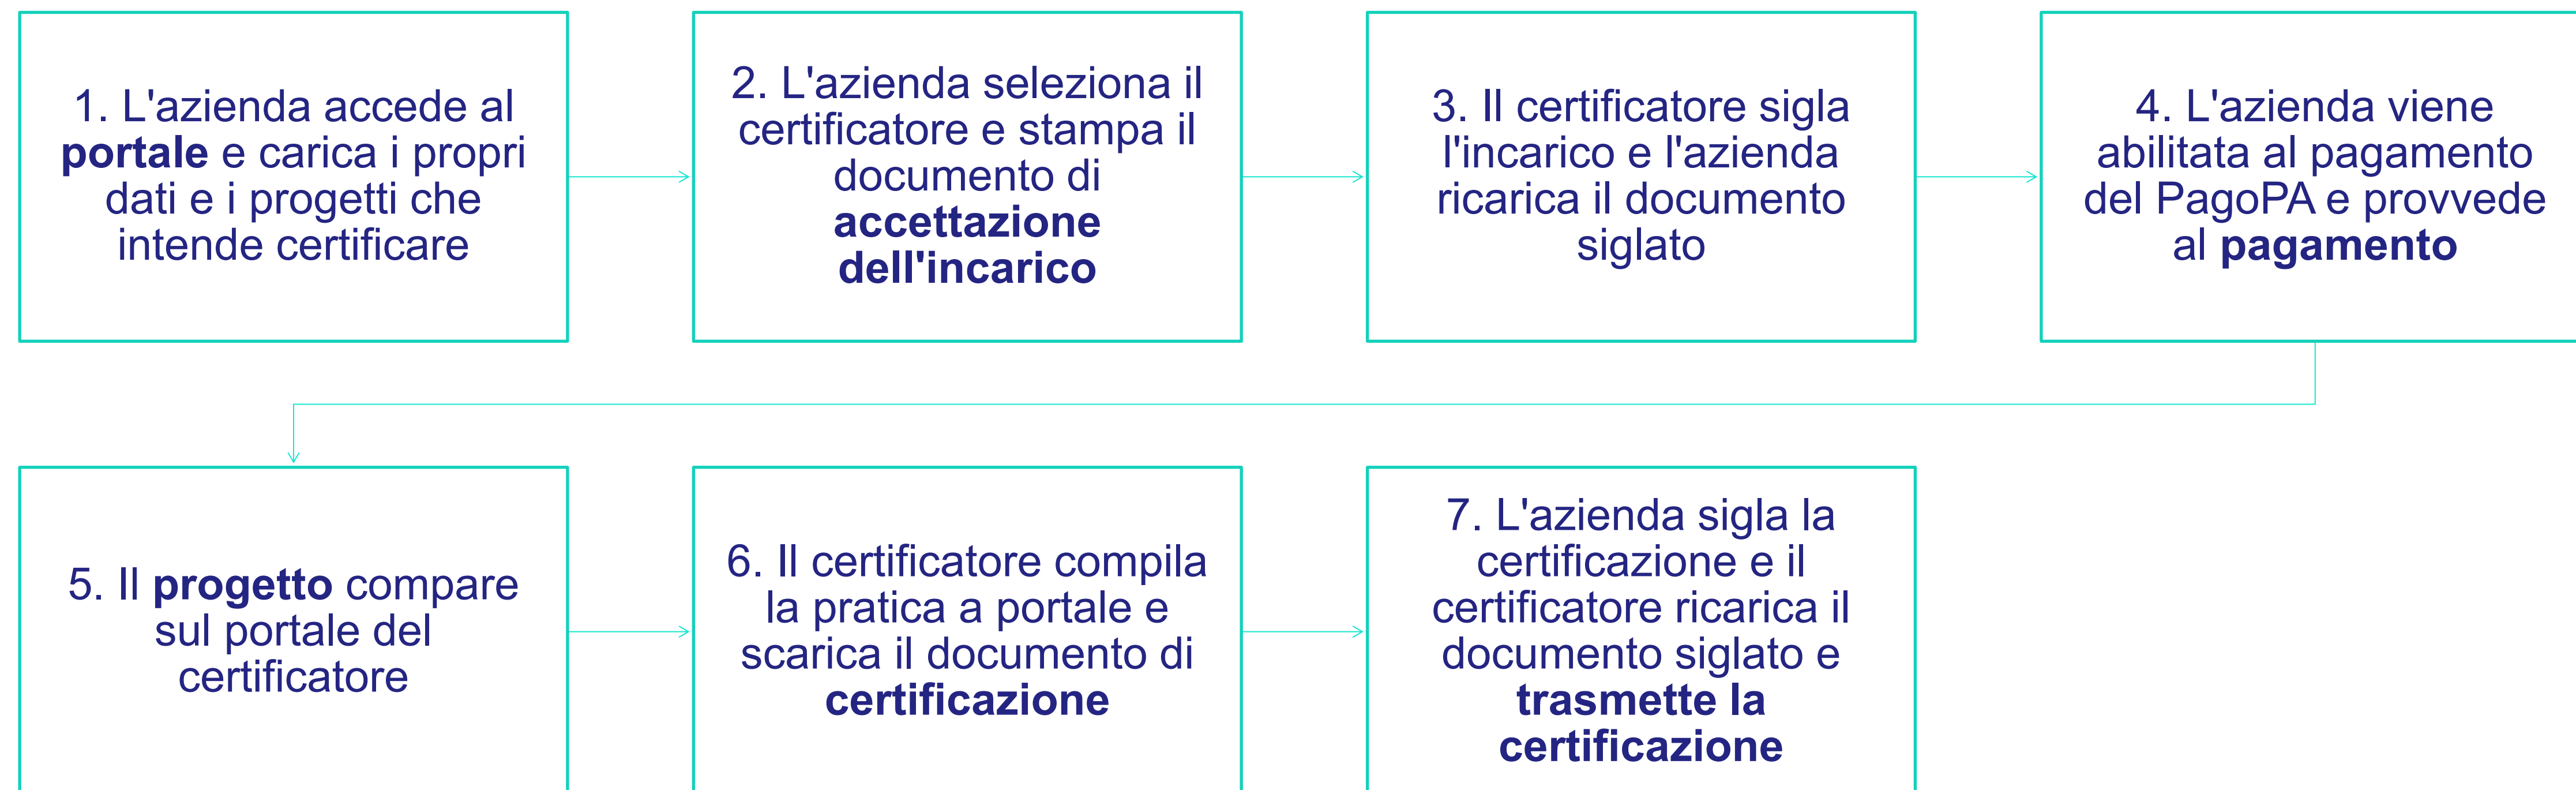 1. L'azienda accede al
portale e carica i propri
dati e i progetti che
intende certificare
2. L'azienda seleziona il
certificatore e stampa il
documento di
accettazione
dell'incarico
3. Il certificatore sigla
l'incarico e l'azienda
ricarica il documento
siglato
4. L'azienda viene
abilitata al pagamento
del PagoPA e provvede
al pagamento
5. Il progetto compare
sul portale del
certificatore
6. Il certificatore compila
la pratica a portale e
scarica il documento di
certificazione
7. L'azienda sigla la
certificazione e il
certificatore ricarica il
documento siglato e
trasmette la
certificazione